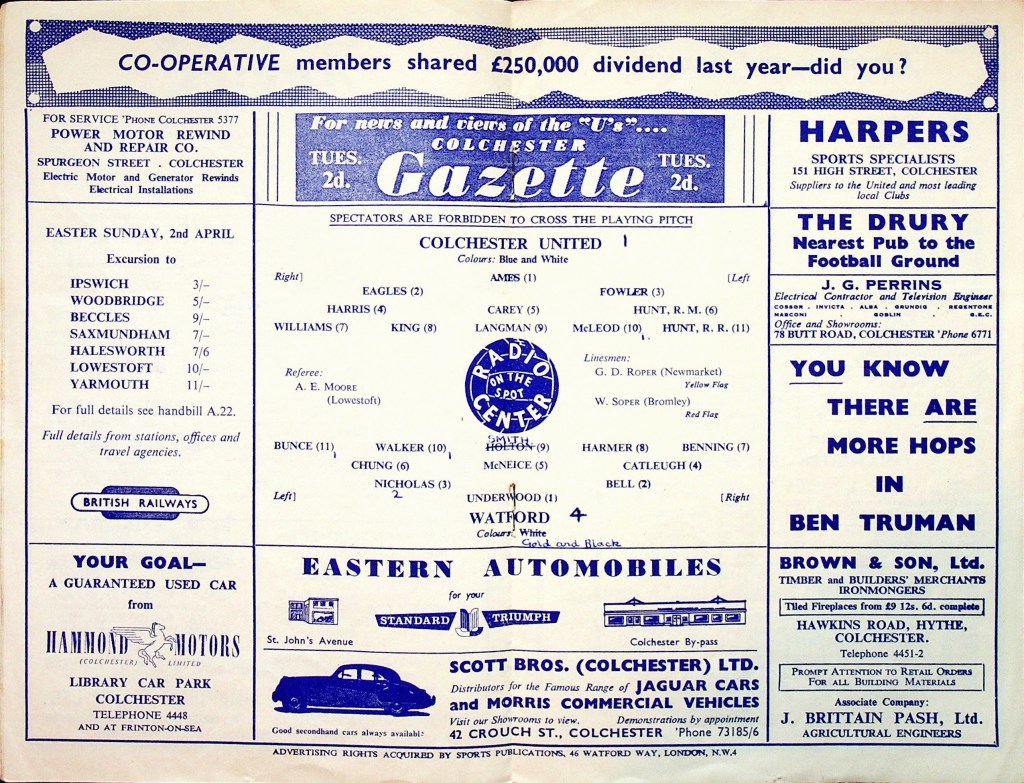 CO-OPERATIVE members shared £250,000 dividend last year—did you?
FOR SERVICE 'PHONE COLCHESTER 5377
POWER MOTOR REWIND
AND REPAIR CO.
SPURGEON STREET . COLCHESTER
Electric Motor and Generator Rewinds
Electrical Installations
EASTER SUNDAY, 2nd APRIL
Excursion to
IPSWICH 3/–
WOODBRIDGE 5/–
BECCLES 9/–
SAXMUNDHAM 7/–
HALESWORTH 7/6
LOWESTOFT 10/–
YARMOUTH 11/–
For full details see handbill A.22.
Full details from stations, offices and
travel agencies.
BRITISH RAILWAYS
YOUR GOAL—
A GUARANTEED USED CAR
from
HAMMOND MOTORS
(COLCHESTER) LIMITED
LIBRARY CAR PARK
COLCHESTER
TELEPHONE 4448
AND AT FRINTON-ON-SEA
For news and views of the "U's"....
COLCHESTER
TUES. Gazette TUES.
2d. 2d.
SPECTATORS ARE FORBIDDEN TO CROSS THE PLAYING PITCH
COLCHESTER UNITED 1
Colours: Blue and White
Right] AMES (1) [Left
EAGLES (2) FOWLER (3)
HARRIS (4) CAREY (5) HUNT, R. M. (6)
WILLIAMS (7) KING (8) LANGMAN (9) McLEOD (10) HUNT, R. R. (11)
1
RADIO
ON THE
SPOT
CENTER
Referee:
A. E. MOORE
(Lowestoft)
Linesmen:
G. D. ROPER (Newmarket)
Yellow Flag
W. SOPER (Bromley)
Red Flag
SMITH
BUNCE (11) WALKER (10) HOLTON (9) HARMER (8) BENNING (7)
1 1
CHUNG (6) McNEICE (5) CATLEUGH (4)
NICHOLAS (3) BELL (2)
2
Left] UNDERWOOD (1) [Right
WATFORD 4
Colours: White
Gold and Black
EASTERN AUTOMOBILES
for your
STANDARD TRIUMPH
St. John's Avenue Colchester By-pass
SCOTT BROS. (COLCHESTER) LTD.
Distributors for the Famous Range of JAGUAR CARS
and MORRIS COMMERCIAL VEHICLES
Visit our Showrooms to view. Demonstrations by appointment
Good secondhand cars always available
42 CROUCH ST., COLCHESTER 'Phone 73185/6
HARPERS
SPORTS SPECIALISTS
151 HIGH STREET, COLCHESTER
Suppliers to the United and most leading
local Clubs
THE DRURY
Nearest Pub to the
Football Ground
J. G. PERRINS
Electrical Contractor and Television Engineer
COSSOR . INVICTA . ALBA . GRUNDIG . REGENTONE
MARCONI . GOBLIN . G.E.C.
Office and Showrooms:
78 BUTT ROAD, COLCHESTER 'Phone 6771
YOU KNOW
THERE ARE
MORE HOPS
IN
BEN TRUMAN
BROWN & SON, Ltd.
TIMBER and BUILDERS' MERCHANTS
IRONMONGERS
Tiled Fireplaces from £9 12s. 6d. complete
HAWKINS ROAD, HYTHE,
COLCHESTER.
Telephone 4451-2
PROMPT ATTENTION TO RETAIL ORDERS
FOR ALL BUILDING MATERIALS
Associate Company:
J. BRITTAIN PASH, Ltd.
AGRICULTURAL ENGINEERS
ADVERTISING RIGHTS ACQUIRED BY SPORTS PUBLICATIONS, 46 WATFORD WAY, LONDON, N.W.4